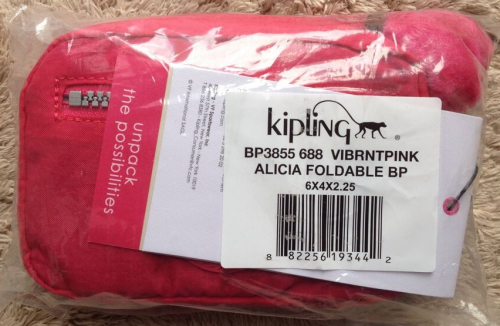 kipling
BP3855 688 VIBRNTPINK
ALICIA FOLDABLE BP
6X4X2.25
8 82256 19344 2
unpack
the possibilities